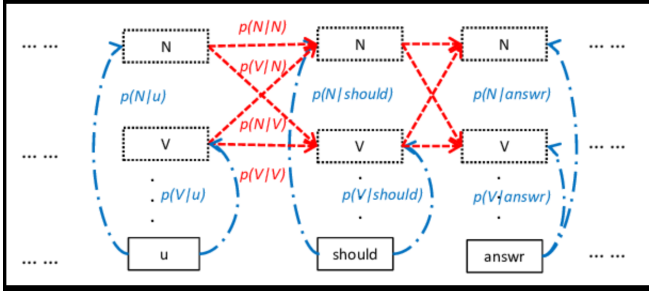 p(N|N)
... ... N N N ... ...
p(V|N)
p(N|u) p(N|should) p(N|answr)
p(N|V)
... ... V V V ... ...
p(V|V)
p(V|u) p(V|should) p(V|answr)
... ... u should answr ... ...